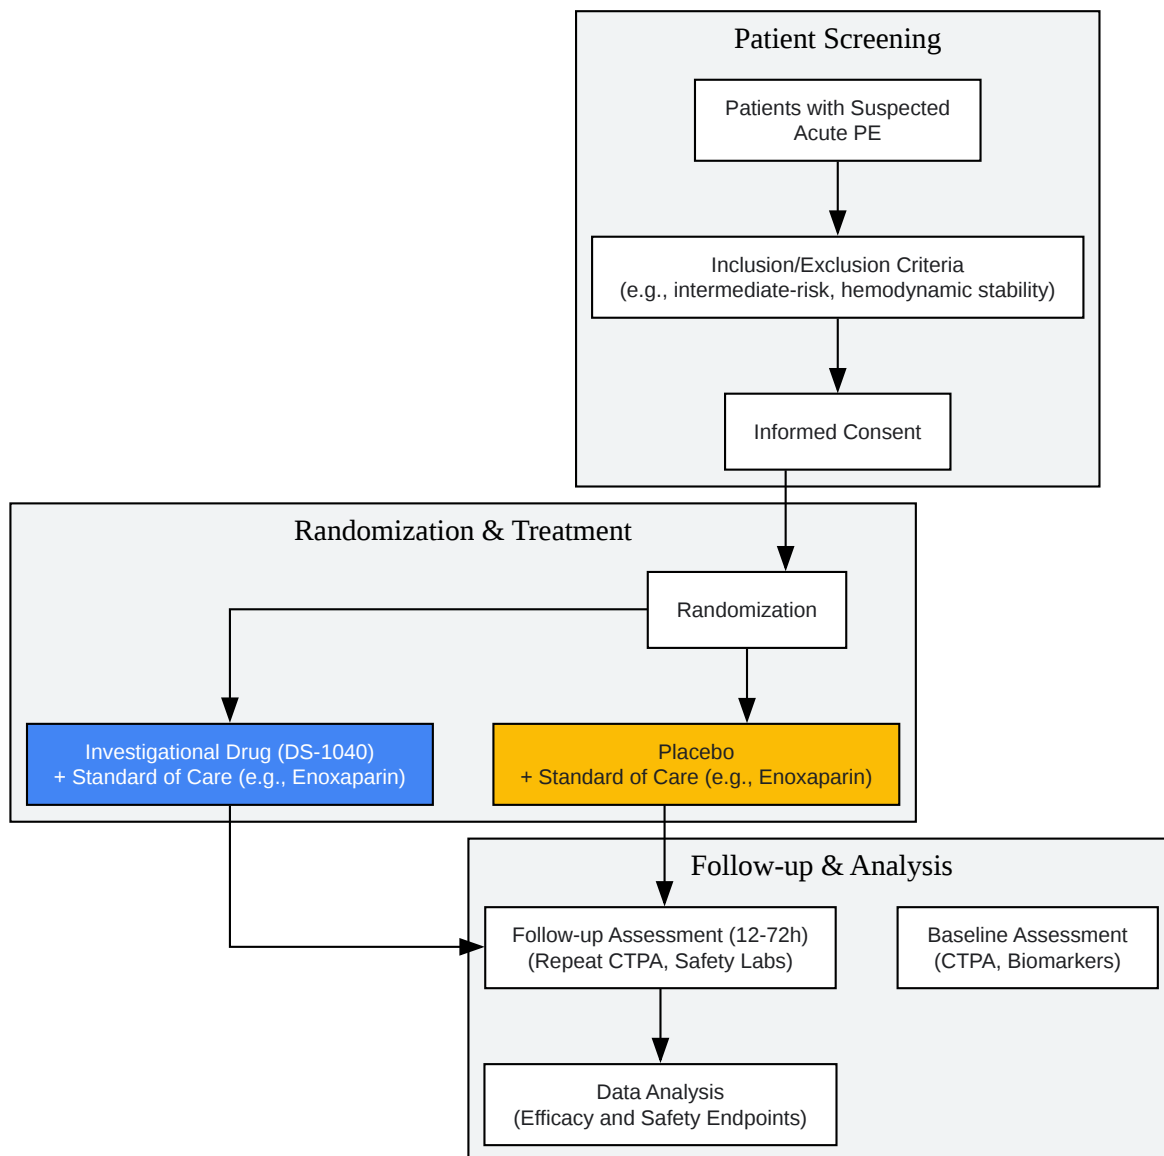 Patient Screening
Patients with Suspected
Acute PE
Inclusion/Exclusion Criteria
(e.g., intermediate-risk, hemodynamic stability)
Informed Consent
Randomization & Treatment
Randomization
Investigational Drug (DS-1040)
+ Standard of Care (e.g., Enoxaparin)
Placebo
+ Standard of Care (e.g., Enoxaparin)
Follow-up & Analysis
Follow-up Assessment (12-72h)
(Repeat CTPA, Safety Labs)
Baseline Assessment
(CTPA, Biomarkers)
Data Analysis
(Efficacy and Safety Endpoints)